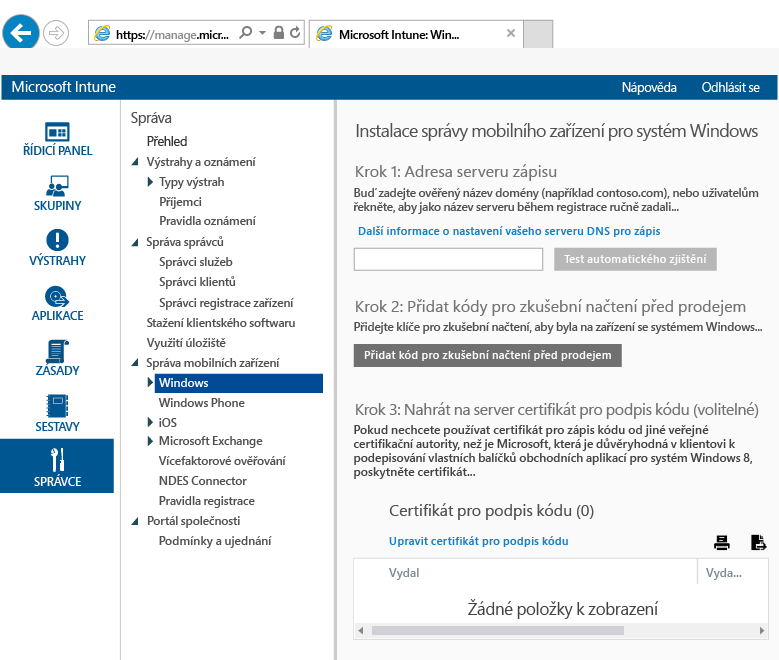 https://manage.micr...
Microsoft Intune: Win...
Microsoft Intune
Nápověda
Odhlásit se
ŘÍDICÍ PANEL
SKUPINY
VÝSTRAHY
APLIKACE
ZÁSADY
SESTAVY
SPRÁVCE
Správa
Přehled
Výstrahy a oznámení
Typy výstrah
Příjemci
Pravidla oznámení
Správa správců
Správci služeb
Správci klientů
Správci registrace zařízení
Stažení klientského softwaru
Využití úložiště
Správa mobilních zařízení
Windows
Windows Phone
iOS
Microsoft Exchange
Vícefaktorové ověřování
NDES Connector
Pravidla registrace
Portál společnosti
Podmínky a ujednání
Instalace správy mobilního zařízení pro systém Windows
Krok 1: Adresa serveru zápisu
Buď zadejte ověřený název domény (například contoso.com), nebo uživatelům
řekněte, aby jako název serveru během registrace ručně zadali...
Další informace o nastavení vašeho serveru DNS pro zápis
Test automatického zjištění
Krok 2: Přidat kódy pro zkušební načtení před prodejem
Přidejte klíče pro zkušební načtení, aby byla na zařízení se systémem Windows...
Přidat kód pro zkušební načtení před prodejem
Krok 3: Nahrát na server certifikát pro podpis kódu (volitelné)
Pokud nechcete používat certifikát pro zápis kódu od jiné veřejné
certifikační autority, než je Microsoft, která je důvěryhodná v klientovi k
podepisování vlastních balíčků obchodních aplikací pro systém Windows 8,
poskytněte certifikát...
Certifikát pro podpis kódu (0)
Upravit certifikát pro podpis kódu
Vydal
Vyda...
Žádné položky k zobrazení